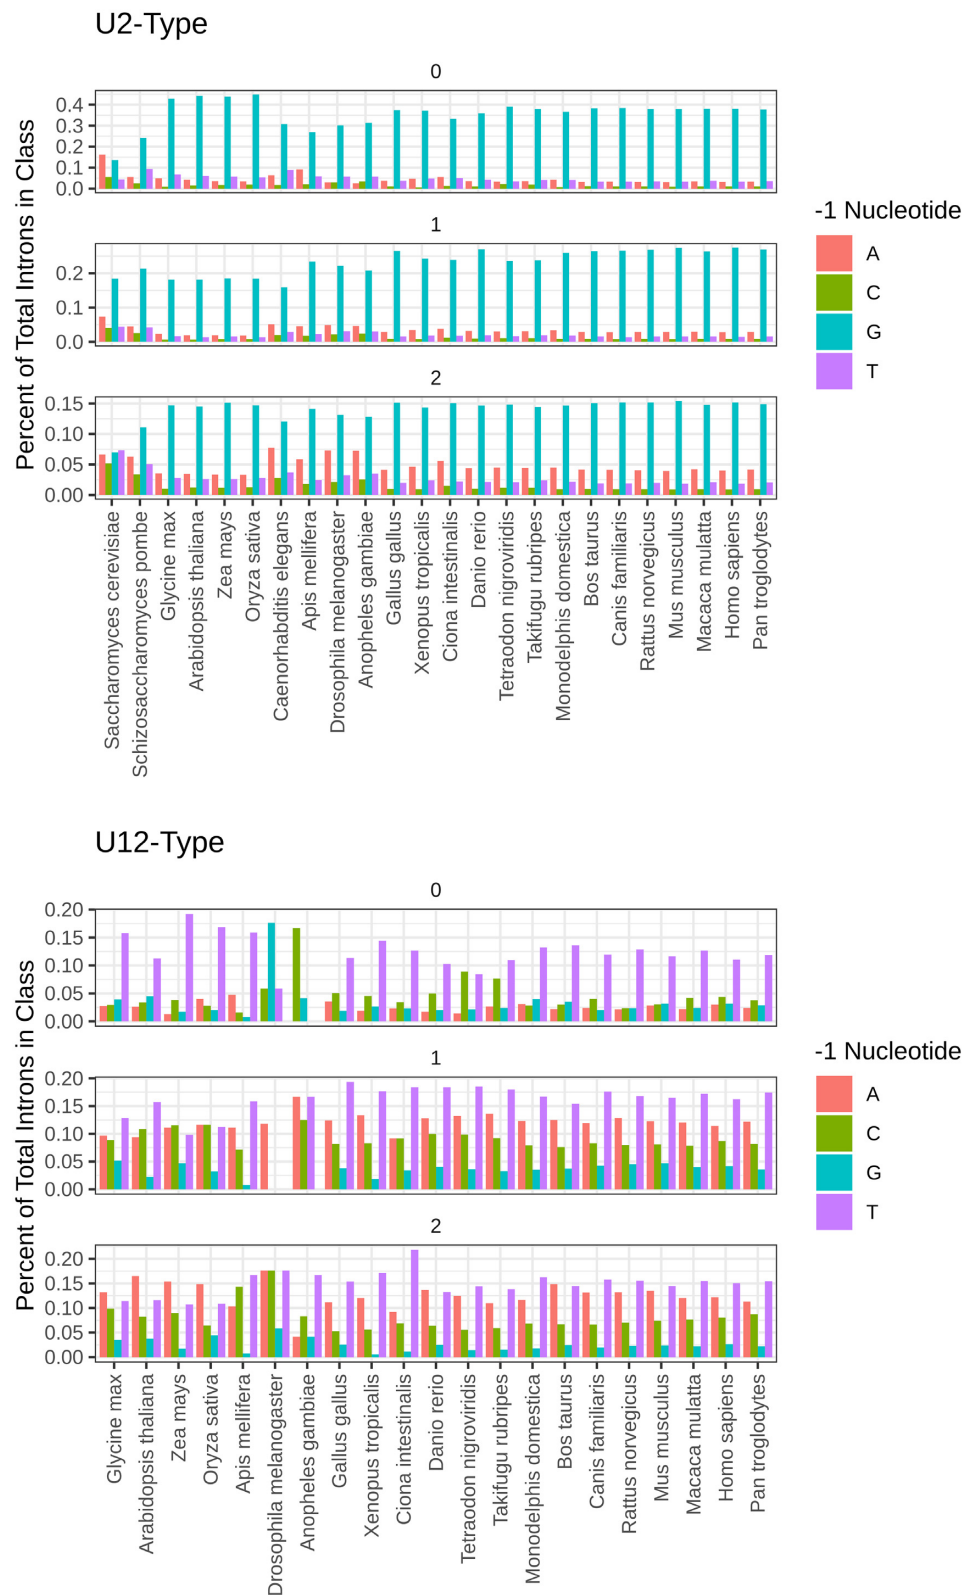 U2-Type
0
0.4
0.3
0.2
0.1
0.0
1
0.2
0.1
0.0
2
0.15
0.10
0.05
0.00
Percent of Total Introns in Class
Saccharomyces cerevisiae
Schizosaccharomyces pombe
Glycine max
Arabidopsis thaliana
Zea mays
Oryza sativa
Caenorhabditis elegans
Apis mellifera
Drosophila melanogaster
Anopheles gambiae
Gallus gallus
Xenopus tropicalis
Ciona intestinalis
Danio rerio
Tetraodon nigroviridis
Takifugu rubripes
Monodelphis domestica
Bos taurus
Canis familiaris
Rattus norvegicus
Mus musculus
Macaca mulatta
Homo sapiens
Pan troglodytes
-1 Nucleotide
A
C
G
T
U12-Type
0
0.20
0.15
0.10
0.05
0.00
1
0.20
0.15
0.10
0.05
0.00
2
0.20
0.15
0.10
0.05
0.00
Percent of Total Introns in Class
Glycine max
Arabidopsis thaliana
Zea mays
Oryza sativa
Apis mellifera
Drosophila melanogaster
Anopheles gambiae
Gallus gallus
Xenopus tropicalis
Ciona intestinalis
Danio rerio
Tetraodon nigroviridis
Takifugu rubripes
Monodelphis domestica
Bos taurus
Canis familiaris
Rattus norvegicus
Mus musculus
Macaca mulatta
Homo sapiens
Pan troglodytes
-1 Nucleotide
A
C
G
T